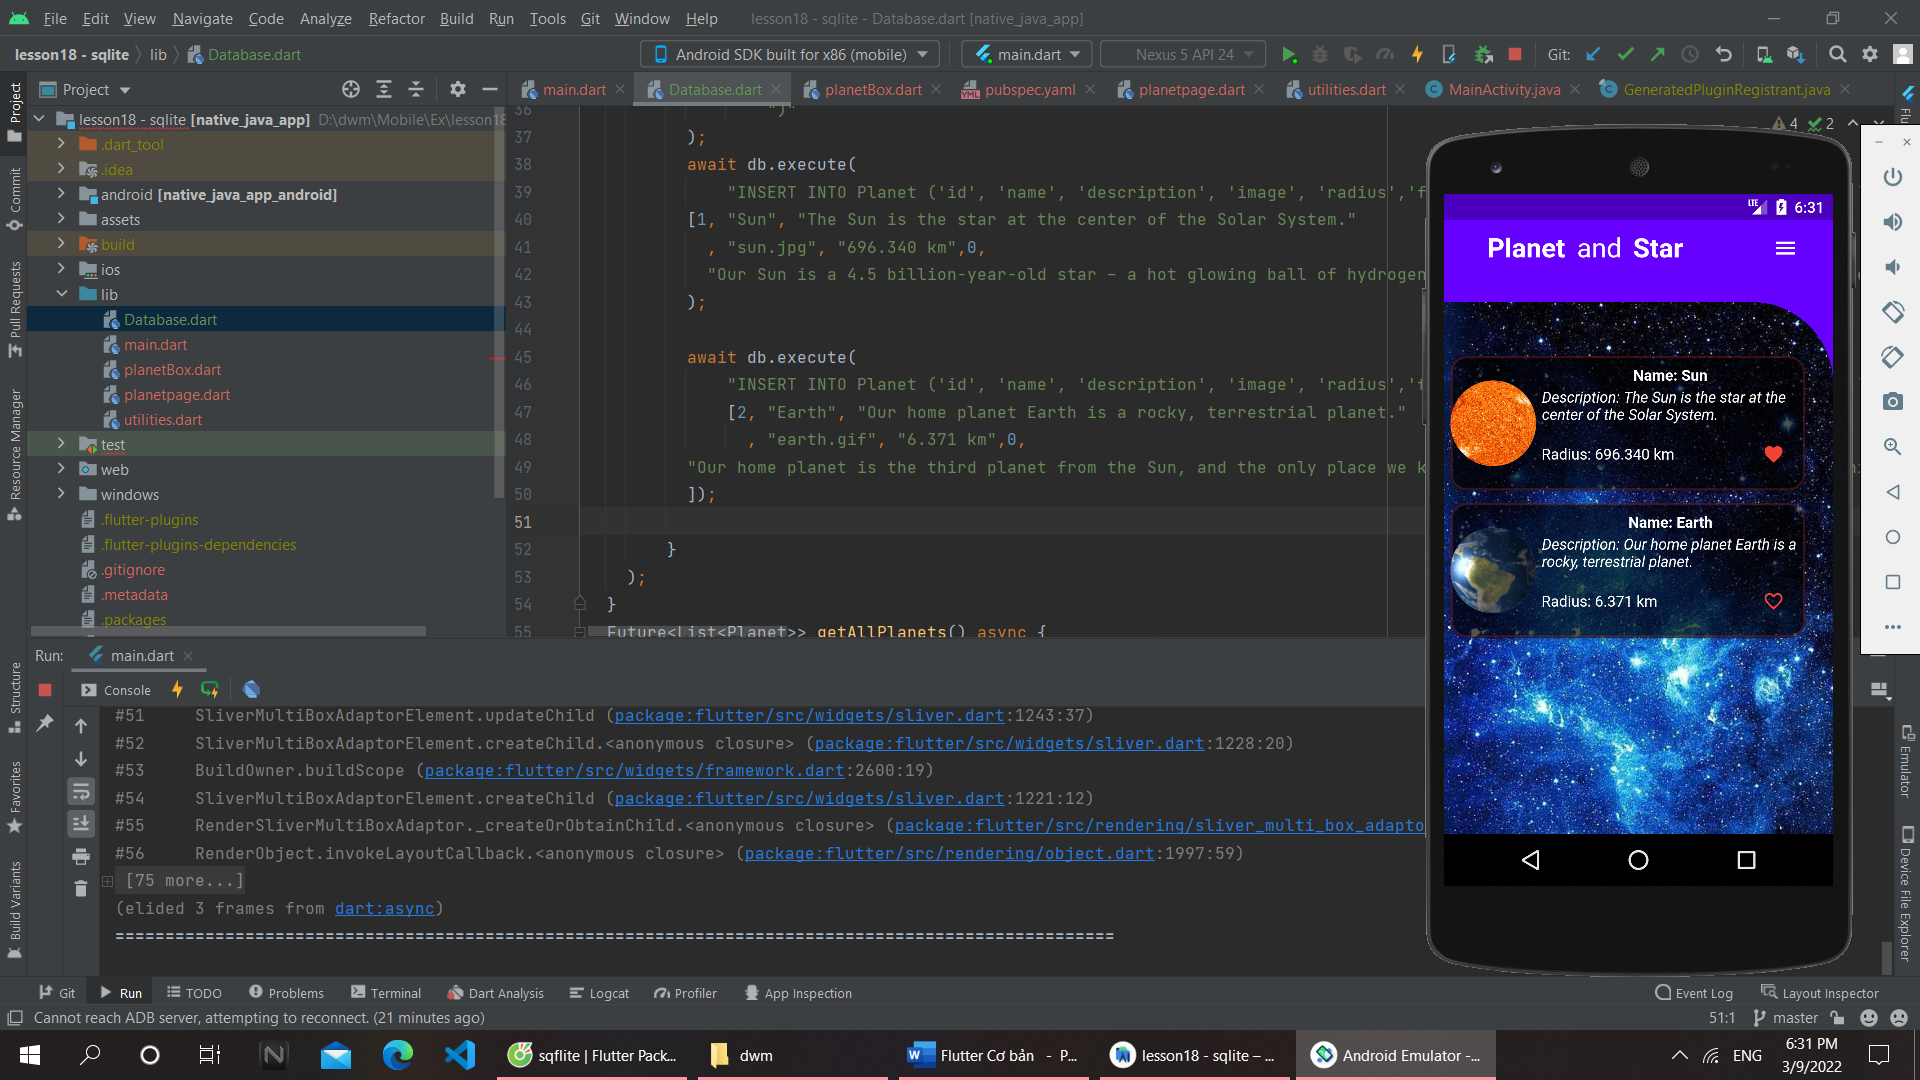 File Edit View Navigate Code Analyze Refactor Build Run Tools Git Window Help lesson18 - sqlite - Database.dart [native_java_app]
lesson18 - sqlite lib Database.dart Android SDK built for x86 (mobile) main.dart Nexus 5 API 24 Git:
Project main.dart Database.dart planetBox.dart pubspec.yaml planetpage.dart utilities.dart MainActivity.java GeneratedPluginRegistrant.java
lesson18 - sqlite [native_java_app] D:\dwm\Mobile\Ex\lesson18
.dart_tool
.idea
android [native_java_app_android]
assets
build
ios
lib
Database.dart
main.dart
planetBox.dart
planetpage.dart
utilities.dart
test
web
windows
.flutter-plugins
.flutter-plugins-dependencies
.gitignore
.metadata
.packages
Project
Commit
Pull Requests
Resource Manager
Structure
Favorites
Build Variants
4 2
36 ")"
37 );
38 await db.execute(
39 "INSERT INTO Planet ('id', 'name', 'description', 'image', 'radius','f
40 [1, "Sun", "The Sun is the star at the center of the Solar System."
41 , "sun.jpg", "696.340 km",0,
42 "Our Sun is a 4.5 billion-year-old star – a hot glowing ball of hydrogen
43 );
44
45 await db.execute(
46 "INSERT INTO Planet ('id', 'name', 'description', 'image', 'radius','f
47 [2, "Earth", "Our home planet Earth is a rocky, terrestrial planet."
48 , "earth.gif", "6.371 km",0,
49 "Our home planet is the third planet from the Sun, and the only place we k
50 ]);
51
52 }
53 );
54 }
55 Future<List<Planet>> getAllPlanets() async {
LTE 6:31
Planet and Star
Name: Sun
Description: The Sun is the star at the
center of the Solar System.
Radius: 696.340 km
Name: Earth
Description: Our home planet Earth is a
rocky, terrestrial planet.
Radius: 6.371 km
Run: main.dart
Console
#51 SliverMultiBoxAdaptorElement.updateChild (package:flutter/src/widgets/sliver.dart:1243:37)
#52 SliverMultiBoxAdaptorElement.createChild.<anonymous closure> (package:flutter/src/widgets/sliver.dart:1228:20)
#53 BuildOwner.buildScope (package:flutter/src/widgets/framework.dart:2600:19)
#54 SliverMultiBoxAdaptorElement.createChild (package:flutter/src/widgets/sliver.dart:1221:12)
#55 RenderSliverMultiBoxAdaptor._createOrObtainChild.<anonymous closure> (package:flutter/src/rendering/sliver_multi_box_adapto
#56 RenderObject.invokeLayoutCallback.<anonymous closure> (package:flutter/src/rendering/object.dart:1997:59)
[75 more...]
(elided 3 frames from dart:async)
====================================================================================================
Emulator
Device File Explorer
Git Run TODO Problems Terminal Dart Analysis Logcat Profiler App Inspection Event Log Layout Inspector
Cannot reach ADB server, attempting to reconnect. (21 minutes ago) 51:1 master
sqflite | Flutter Pack... dwm Flutter Cơ bản - P... lesson18 - sqlite – ... Android Emulator -... ENG 6:31 PM
3/9/2022